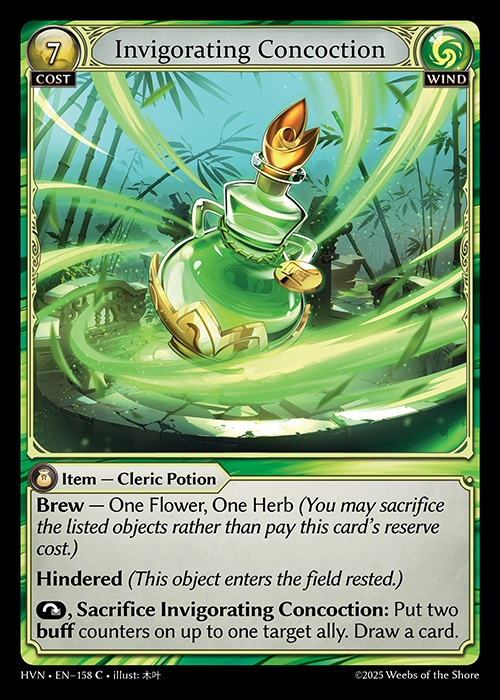 7
Invigorating Concoction
COST
WIND
Item — Cleric Potion
Brew — One Flower, One Herb (You may sacrifice
the listed objects rather than pay this card's reserve
cost.)
Hindered (This object enters the field rested.)
, Sacrifice Invigorating Concoction: Put two
buff counters on up to one target ally. Draw a card.
HVN • EN–158 C • illust: 木叶
©2025 Weebs of the Shore